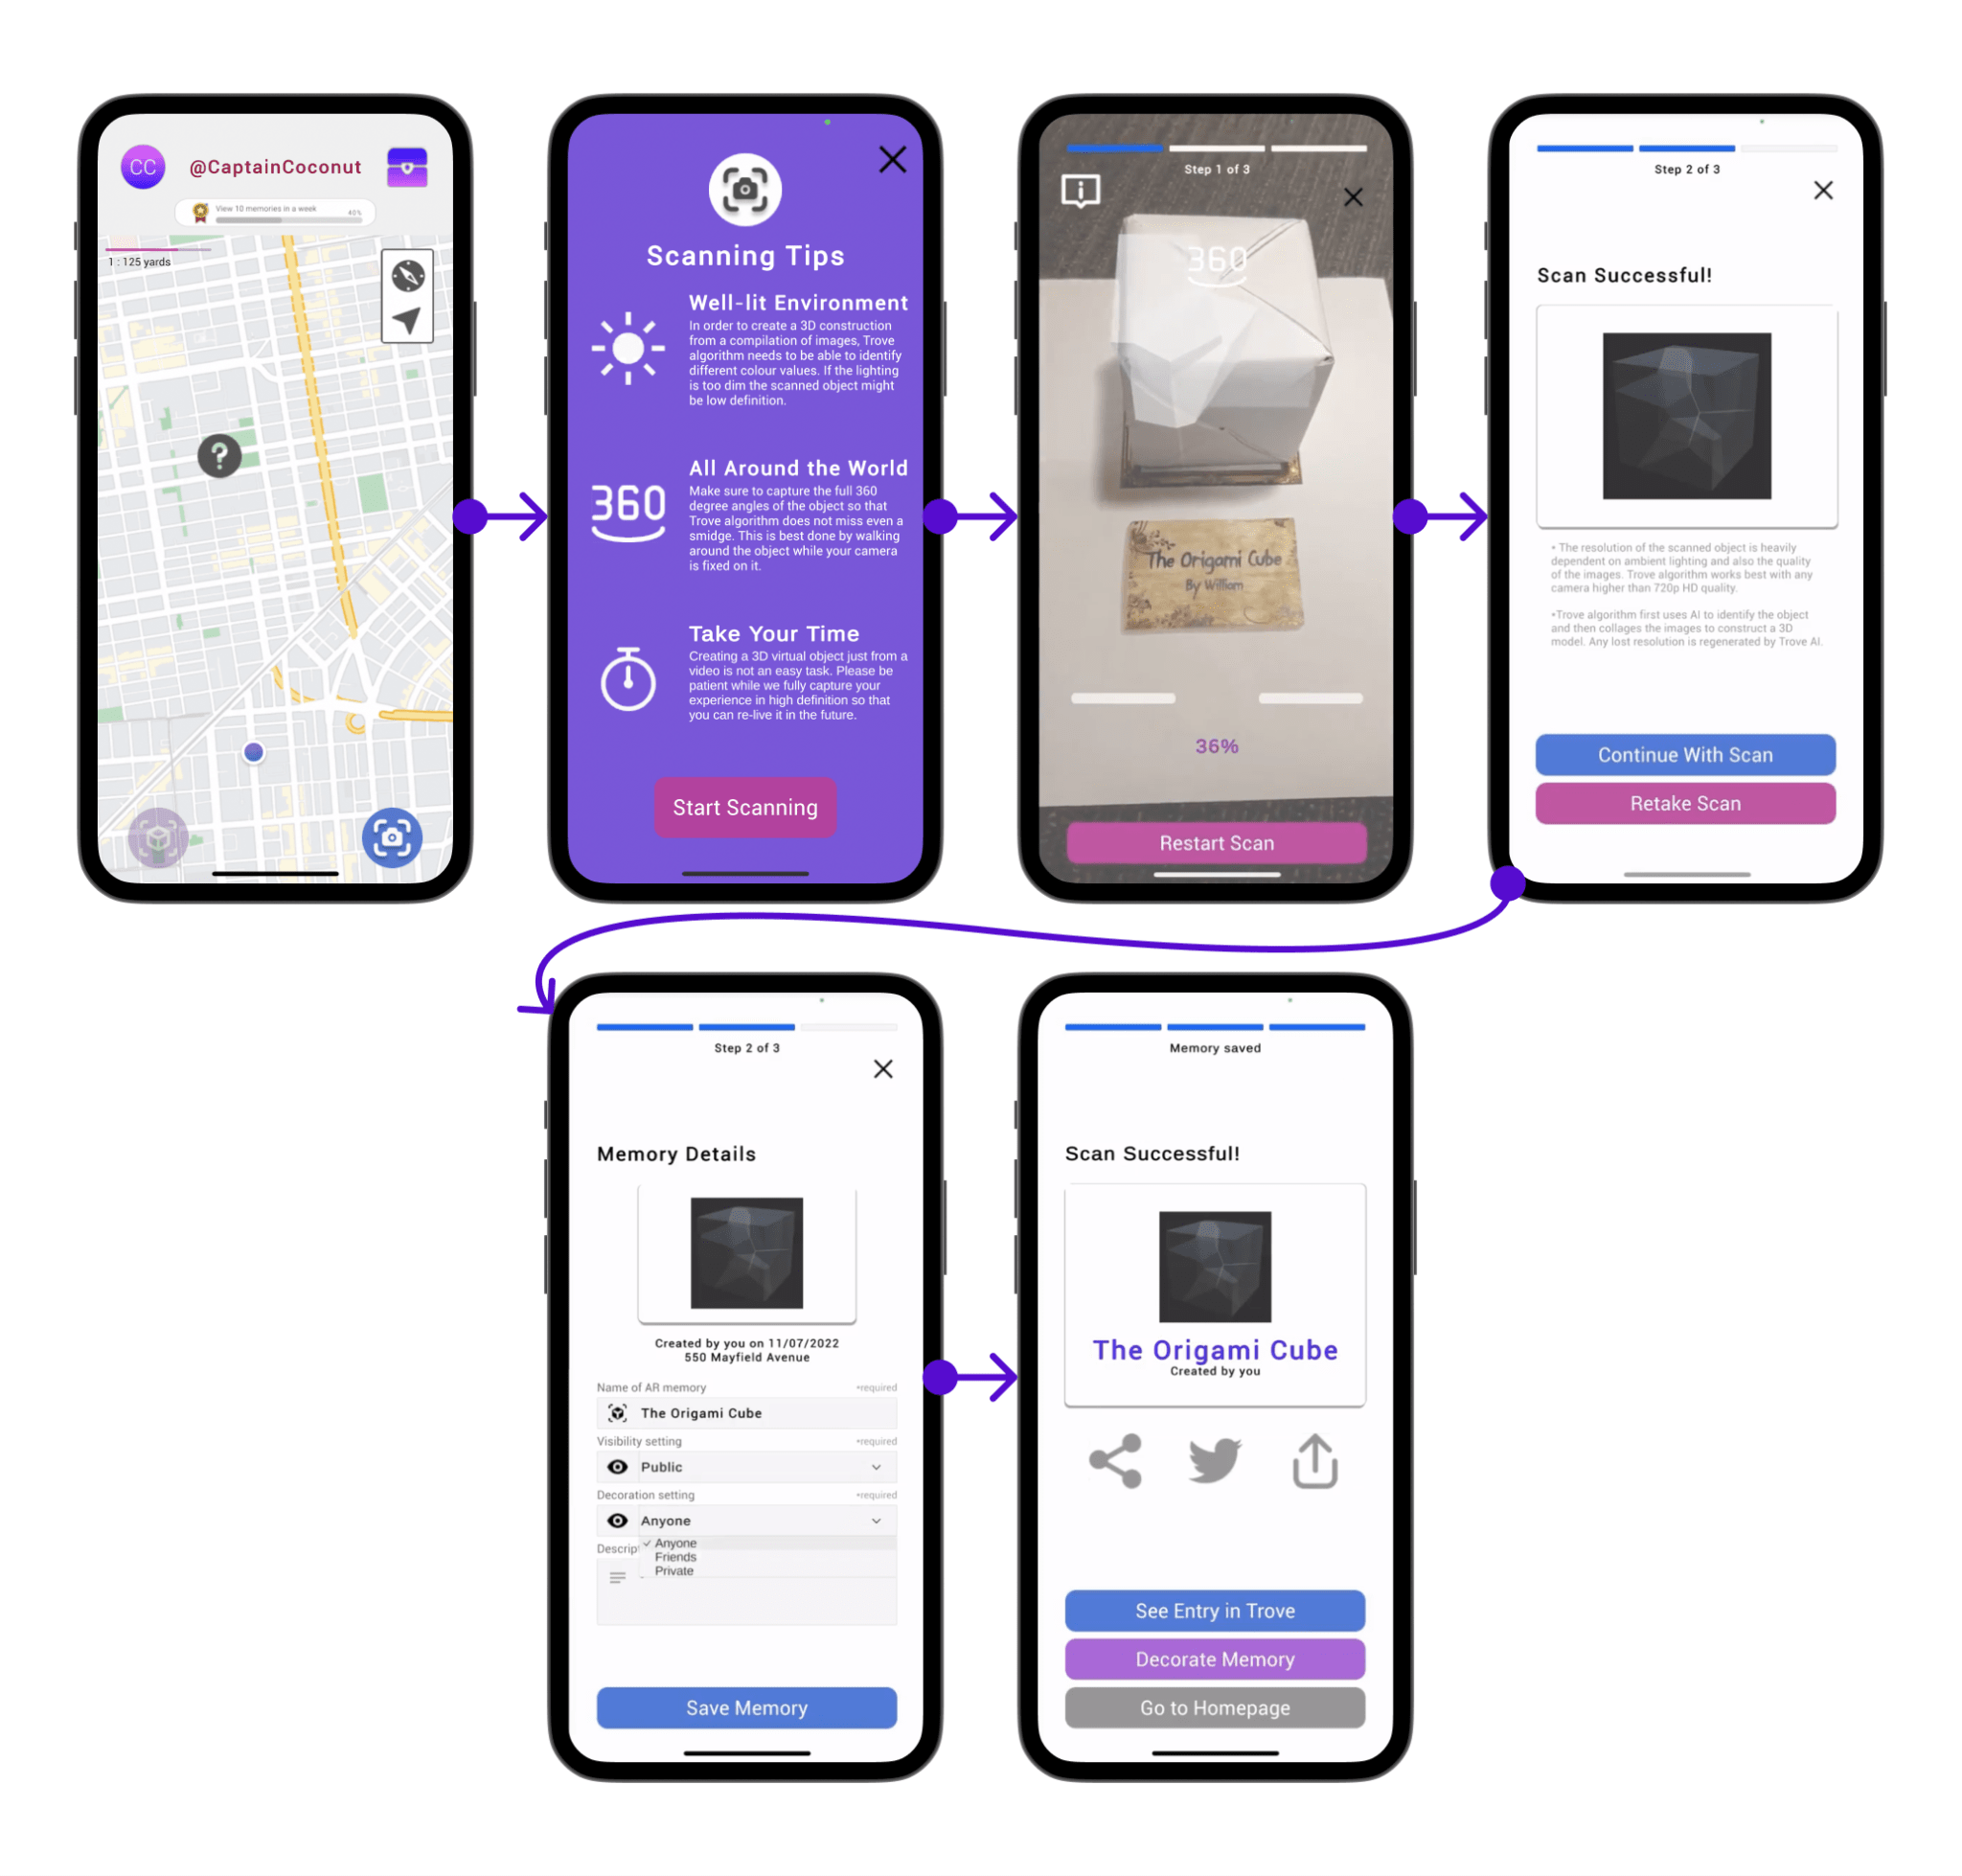 CC
@CaptainCoconut
View 10 memories in a week
40%
1 : 125 yards
?
Scanning Tips
Well-lit Environment
In order to create a 3D construction
from a compilation of images, Trove
algorithm needs to be able to identify
different colour values. If the lighting
is too dim the scanned object might
be low definition.
360
All Around the World
Make sure to capture the full 360
degree angles of the object so that
Trove algorithm does not miss even a
smidge. This is best done by walking
around the object while your camera
is fixed on it.
Take Your Time
Creating a 3D virtual object just from a
video is not an easy task. Please be
patient while we fully capture your
experience in high definition so that
you can re-live it in the future.
Start Scanning
Step 1 of 3
i
360
The Origami Cube
By William
36%
Restart Scan
Step 2 of 3
Scan Successful!
• The resolution of the scanned object is heavily
dependent on ambient lighting and also the quality
of the images. Trove algorithm works best with any
camera higher than 720p HD quality.
•Trove algorithm first uses AI to identify the object
and then collages the images to construct a 3D
model. Any lost resolution is regenerated by Trove AI.
Continue With Scan
Retake Scan
Step 2 of 3
Memory Details
Created by you on 11/07/2022
550 Mayfield Avenue
Name of AR memory
•required
The Origami Cube
Visibility setting
•required
Public
Decoration setting
•required
Anyone
Descrip
✓ Anyone
Friends
Private
Save Memory
Memory saved
Scan Successful!
The Origami Cube
Created by you
See Entry in Trove
Decorate Memory
Go to Homepage